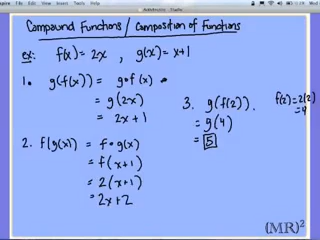 Compound Functions / Composition of Functions
ex: f(x) = 2x , g(x) = x+1
1. g(f(x)) = g∘f(x)
= g(2x)
= 2x+1
2. f(g(x)) = f∘g(x)
= f(x+1)
= 2(x+1)
= 2x+2
3. g(f(2)).
= g(4)
= 5
f(2)=2(2)
=4
(MR)²